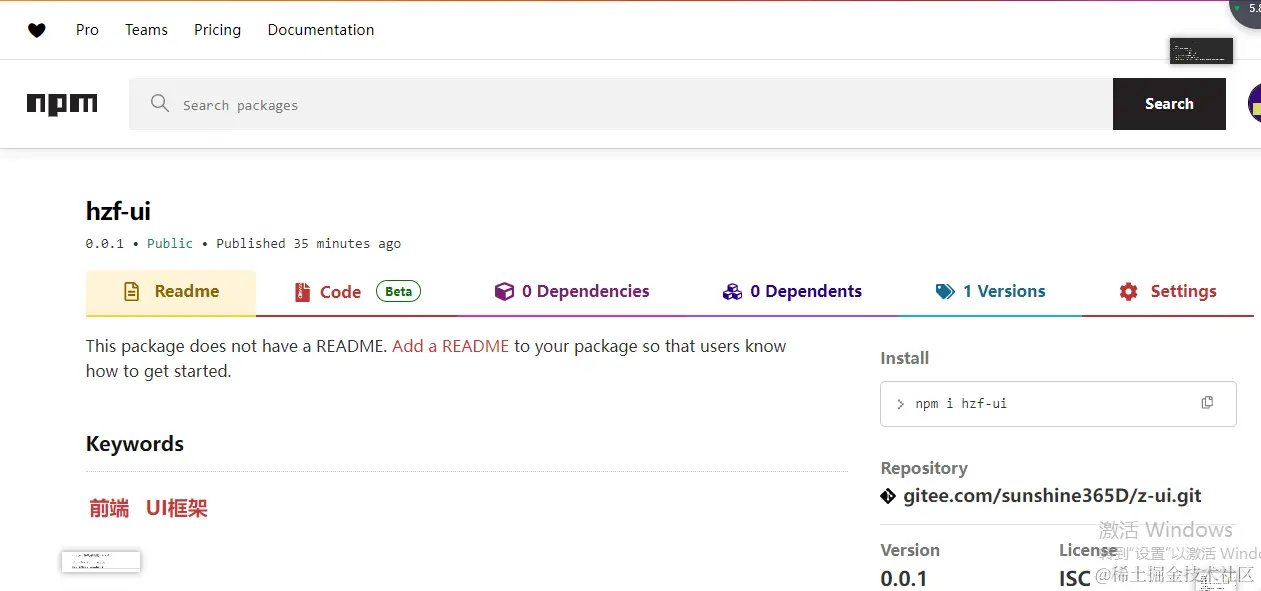 Pro Teams Pricing Documentation
npm Search packages Search
hzf-ui
0.0.1 • Public • Published 35 minutes ago
Readme Code Beta 0 Dependencies 0 Dependents 1 Versions Settings
This package does not have a README. Add a README to your package so that users know
how to get started.
Install
> npm i hzf-ui
Keywords
前端 UI框架
Repository
gitee.com/sunshine365D/z-ui.git
激活 Windows
转到"设置"以激活 Wind
Version License
0.0.1 ISC
@稀土掘金技术社区